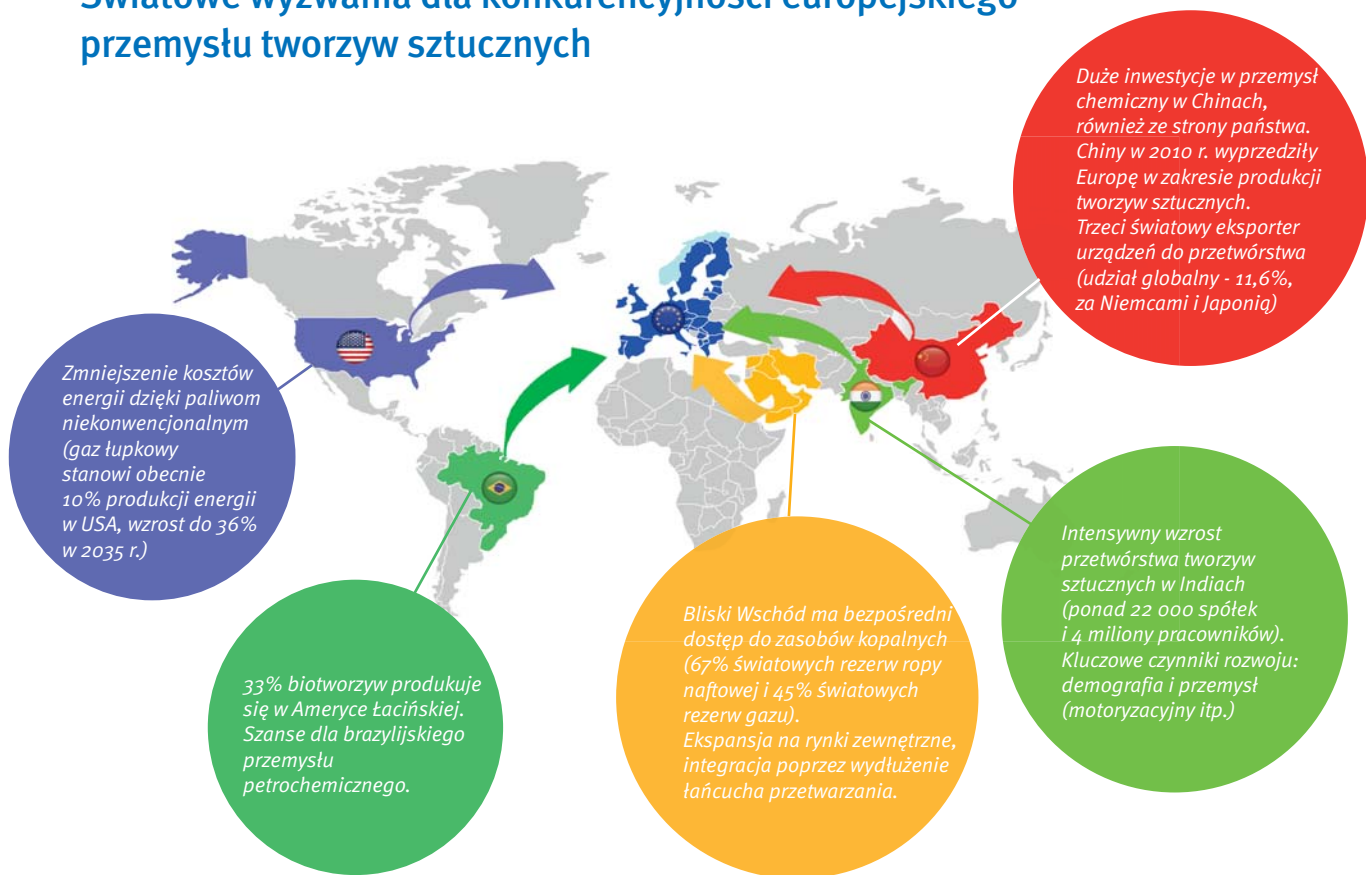 Światowe wyzwania dla konkurencyjności europejskiego
przemysłu tworzyw sztucznych
Duże inwestycje w przemysł
chemiczny w Chinach,
również ze strony państwa.
Chiny w 2010 r. wyprzedziły
Europę w zakresie produkcji
tworzyw sztucznych.
Trzeci światowy eksporter
urządzeń do przetwórstwa
(udział globalny - 11,6%,
za Niemcami i Japonią)
Zmniejszenie kosztów
energii dzięki paliwom
niekonwencjonalnym
(gaz łupkowy
stanowi obecnie
10% produkcji energii
w USA, wzrost do 36%
w 2035 r.)
33% biotworzyw produkuje
się w Ameryce Łacińskiej.
Szanse dla brazylijskiego
przemysłu
petrochemicznego.
Bliski Wschód ma bezpośredni
dostęp do zasobów kopalnych
(67% światowych rezerw ropy
naftowej i 45% światowych
rezerw gazu).
Ekspansja na rynki zewnętrzne,
integracja poprzez wydłużenie
łańcucha przetwarzania.
Intensywny wzrost
przetwórstwa tworzyw
sztucznych w Indiach
(ponad 22 000 spółek
i 4 miliony pracowników).
Kluczowe czynniki rozwoju:
demografia i przemysł
(motoryzacyjny itp.)